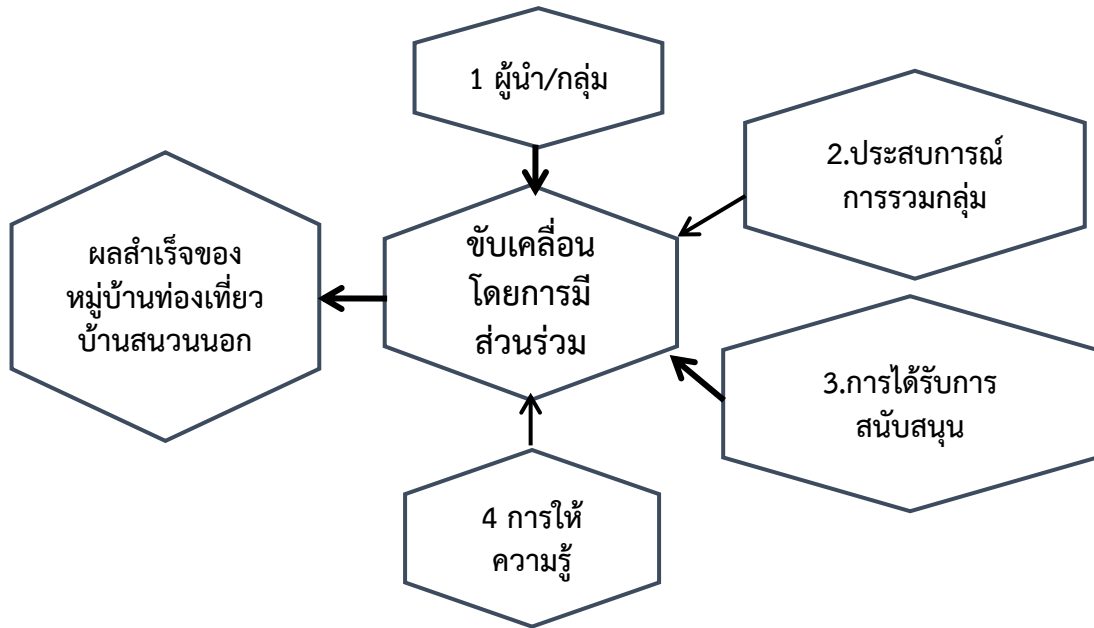 1 ผู้นำ/กลุ่ม
2.ประสบการณ์
การรวมกลุ่ม
ขับเคลื่อน
โดยการมี
ส่วนร่วม
ผลสำเร็จของ
หมู่บ้านท่องเที่ยว
บ้านสนวนนอก
3.การได้รับการ
สนับสนุน
4 การให้
ความรู้